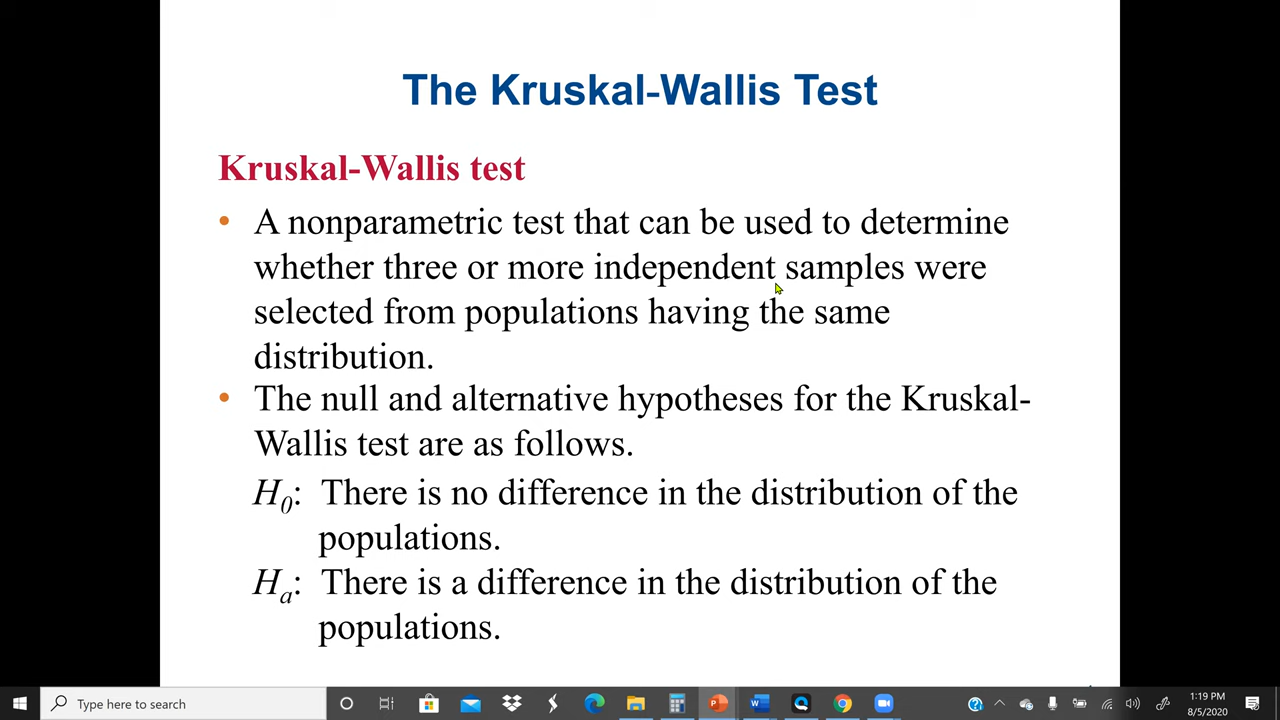 The Kruskal-Wallis Test
Kruskal-Wallis test
• A nonparametric test that can be used to determine
whether three or more independent samples were
selected from populations having the same
distribution.
• The null and alternative hypotheses for the Kruskal-
Wallis test are as follows.
H0: There is no difference in the distribution of the
populations.
Ha: There is a difference in the distribution of the
populations.
Type here to search
1:19 PM
8/5/2020